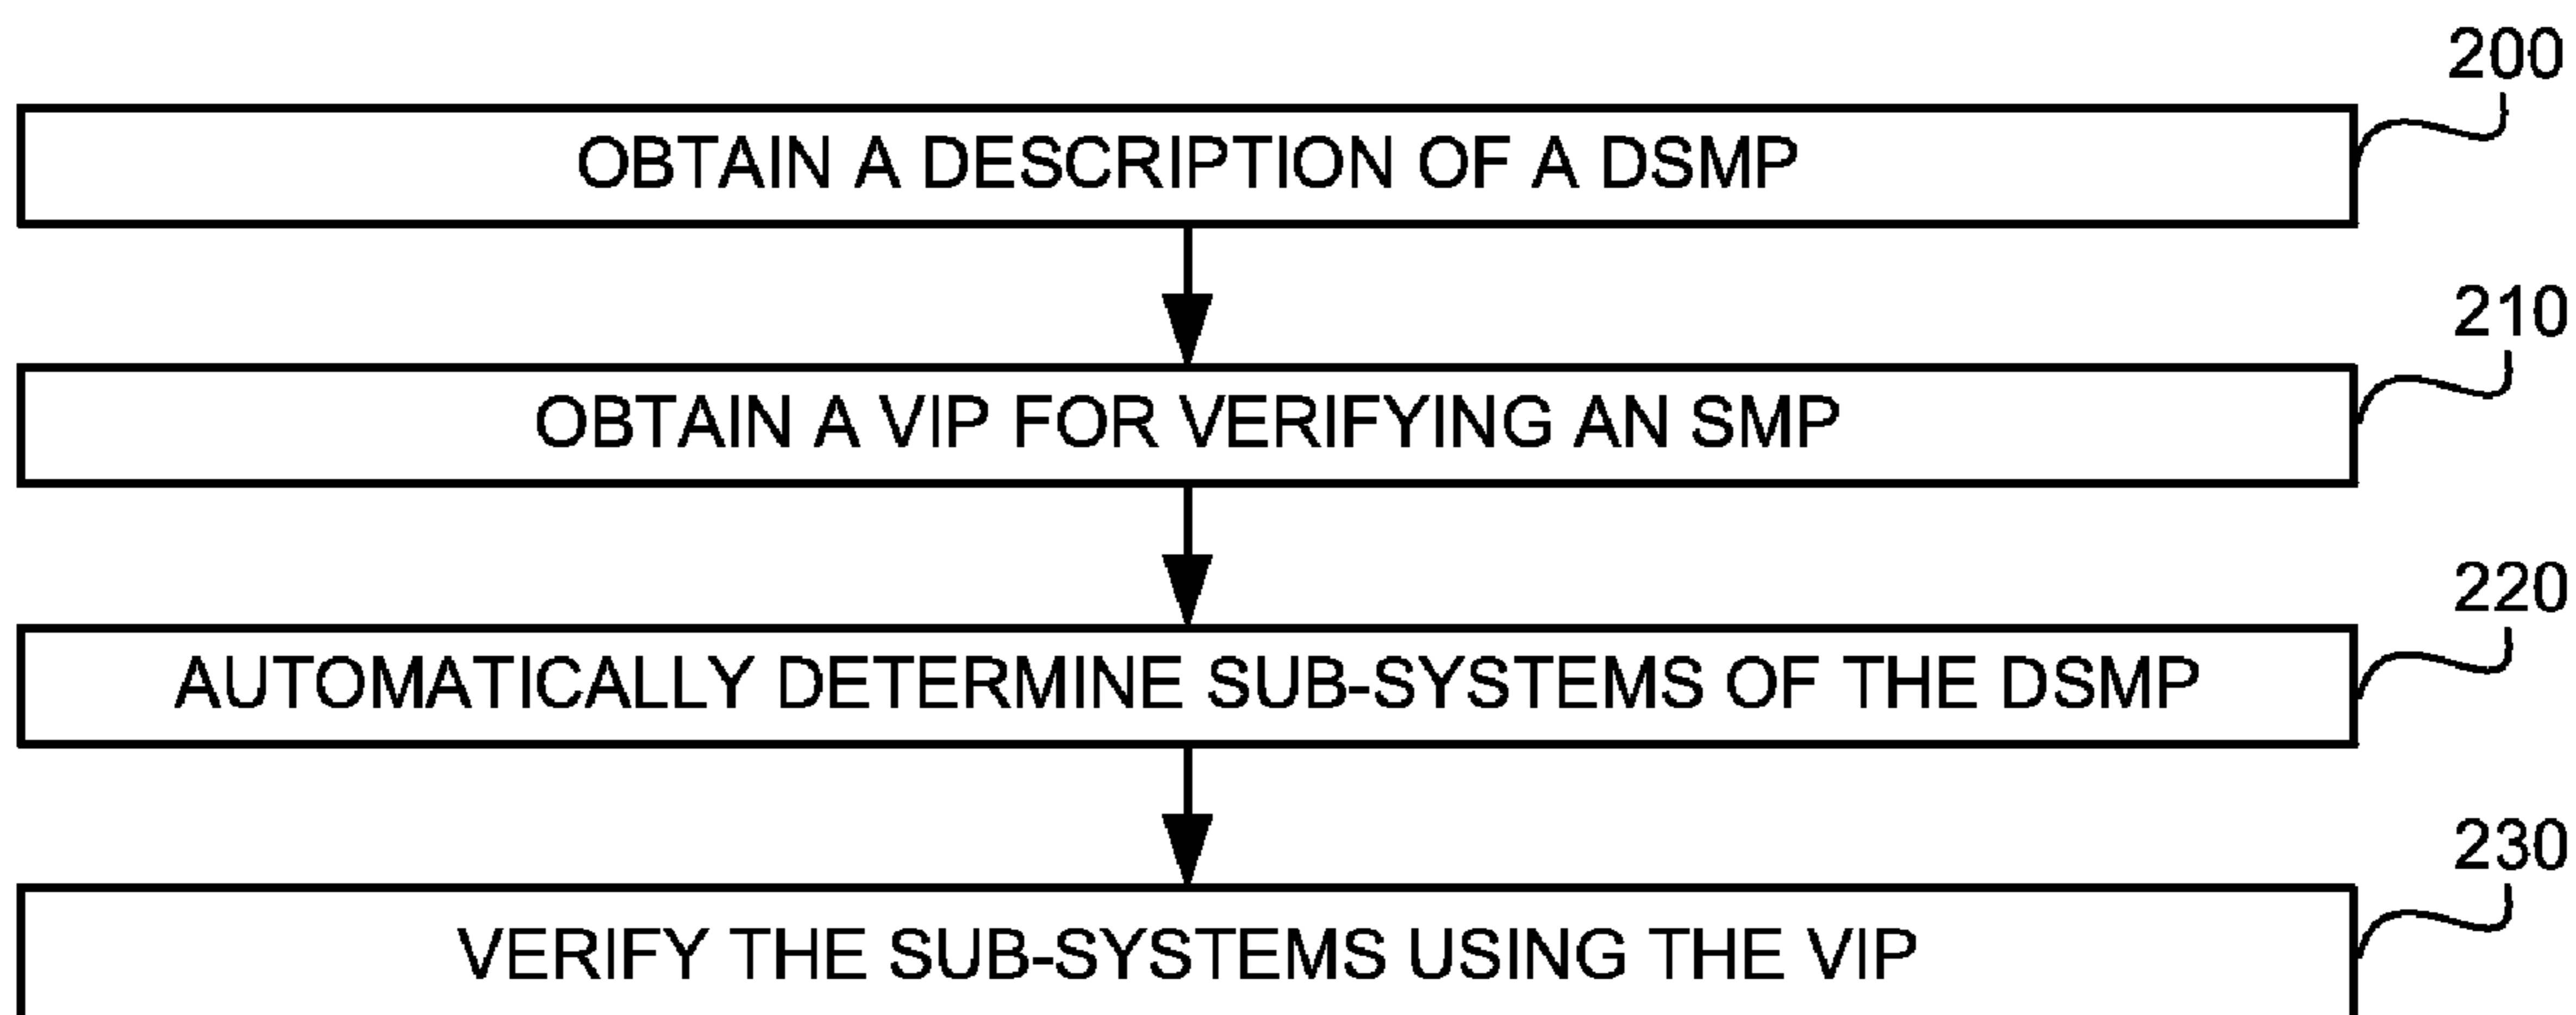 200
OBTAIN A DESCRIPTION OF A DSMP
210
OBTAIN A VIP FOR VERIFYING AN SMP
220
AUTOMATICALLY DETERMINE SUB-SYSTEMS OF THE DSMP
230
VERIFY THE SUB-SYSTEMS USING THE VIP